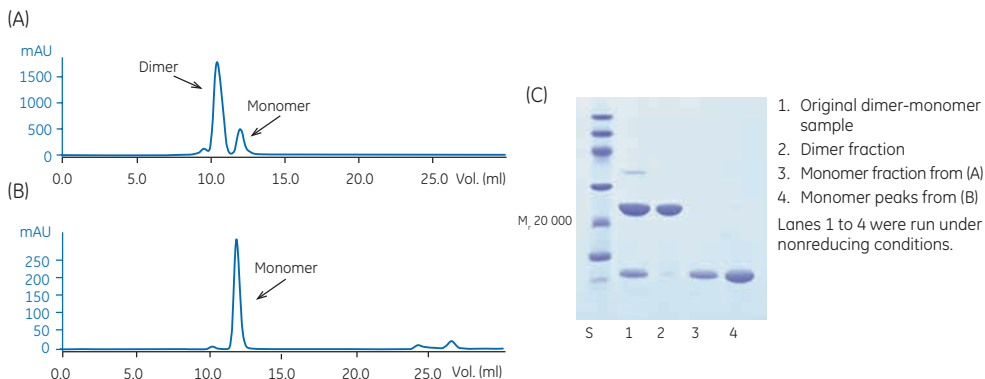 (A)
mAU
1500
1000
500
0
Dimer
Monomer
0.0 5.0 10.0 15.0 20.0 25.0 Vol. (ml)
(B)
mAU
250
200
150
100
50
0
Monomer
0.0 5.0 10.0 15.0 20.0 25.0 Vol. (ml)
(C)
Mr 20 000
S 1 2 3 4
1. Original dimer-monomer
sample
2. Dimer fraction
3. Monomer fraction from (A)
4. Monomer peaks from (B)
Lanes 1 to 4 were run under
nonreducing conditions.